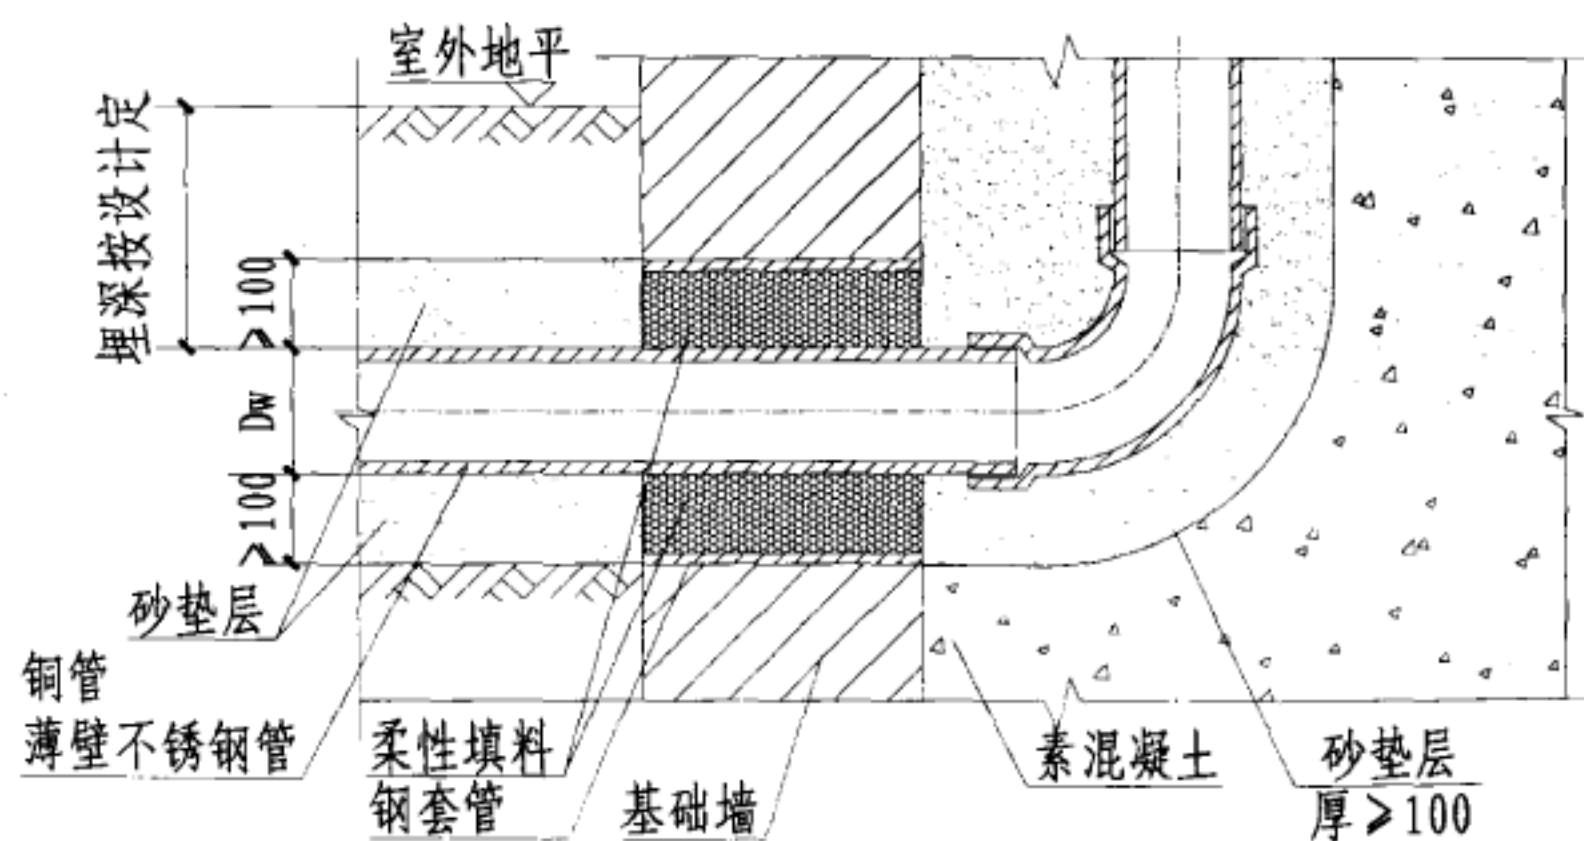 室外地平
埋深按设计定
≥100
Dw
≥100
砂垫层
铜管
薄壁不锈钢管
柔性填料
钢套管
基础墙
素混凝土
砂垫层
厚≥100